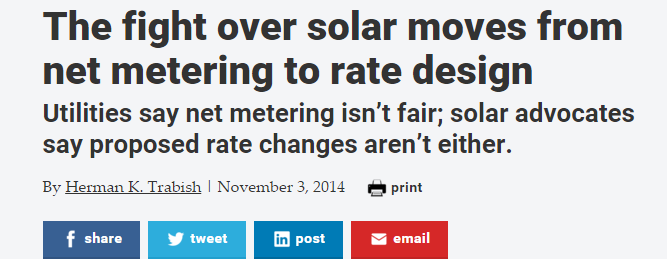 The fight over solar moves from
net metering to rate design
Utilities say net metering isn’t fair; solar advocates
say proposed rate changes aren’t either.
By Herman K. Trabish | November 3, 2014 print
share tweet post email